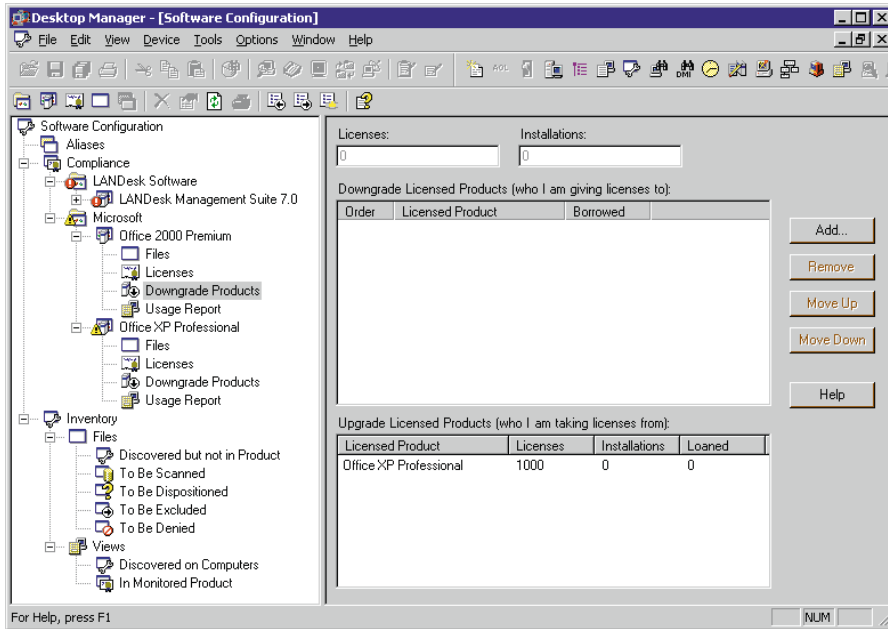 Desktop Manager - [Software Configuration]
File Edit View Device Tools Options Window Help
AOL
DMI
Software Configuration
Aliases
Compliance
LANDesk Software
LANDesk Management Suite 7.0
Microsoft
Office 2000 Premium
Files
Licenses
Downgrade Products
Usage Report
Office XP Professional
Files
Licenses
Downgrade Products
Usage Report
Inventory
Files
Discovered but not in Product
To Be Scanned
To Be Dispositioned
To Be Excluded
To Be Denied
Views
Discovered on Computers
In Monitored Product
Licenses: Installations:
0 0
Downgrade Licensed Products (who I am giving licenses to):
Order Licensed Product Borrowed
Add...
Remove
Move Up
Move Down
Help
Upgrade Licensed Products (who I am taking licenses from):
Licensed Product Licenses Installations Loaned
Office XP Professional 1000 0 0
For Help, press F1 NUM